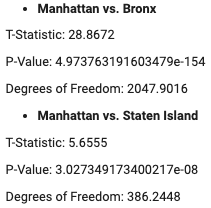 • Manhattan vs. Bronx
T-Statistic: 28.8672
P-Value: 4.973763191603479e-154
Degrees of Freedom: 2047.9016
• Manhattan vs. Staten Island
T-Statistic: 5.6555
P-Value: 3.027349173400217e-08
Degrees of Freedom: 386.2448